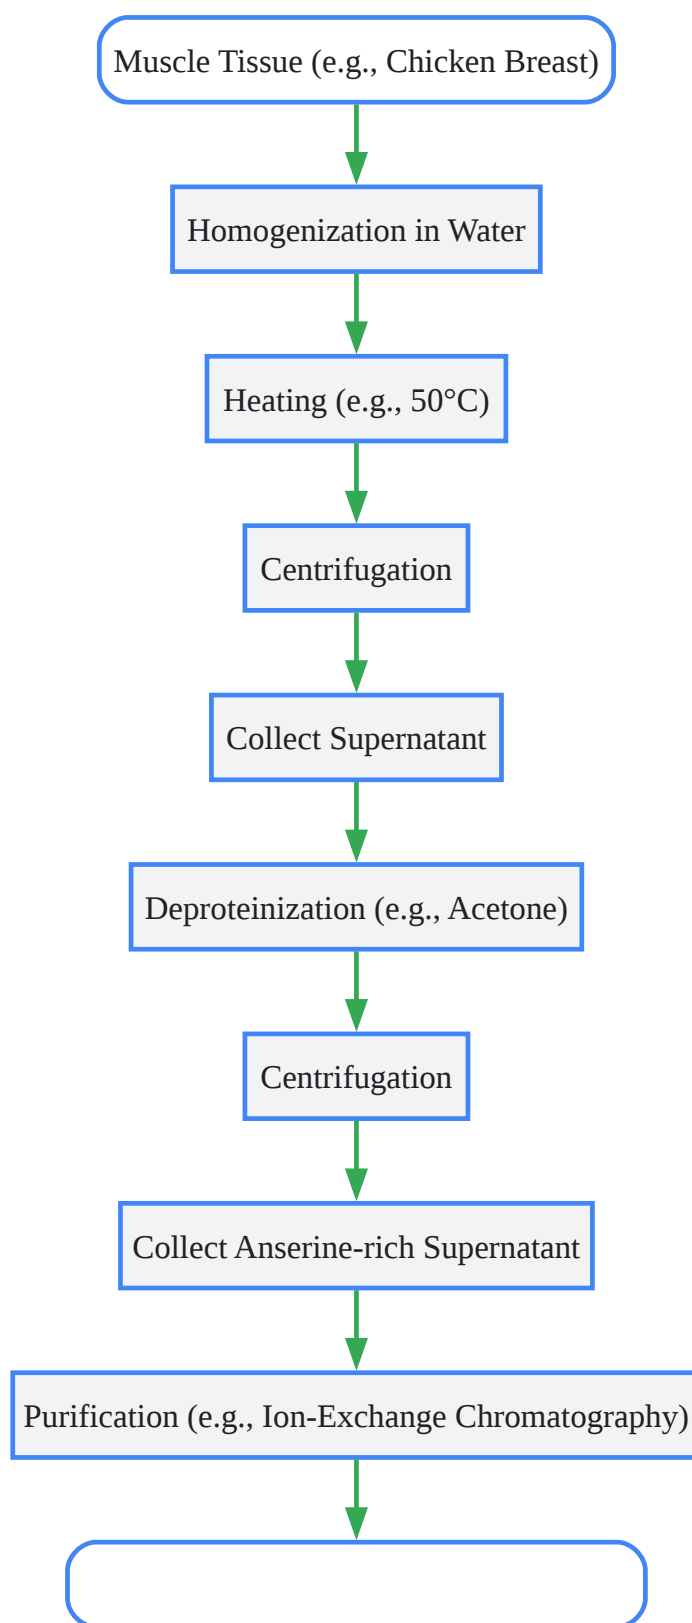 Muscle Tissue (e.g., Chicken Breast)
Homogenization in Water
Heating (e.g., 50°C)
Centrifugation
Collect Supernatant
Deproteinization (e.g., Acetone)
Centrifugation
Collect Anserine-rich Supernatant
Purification (e.g., Ion-Exchange Chromatography)